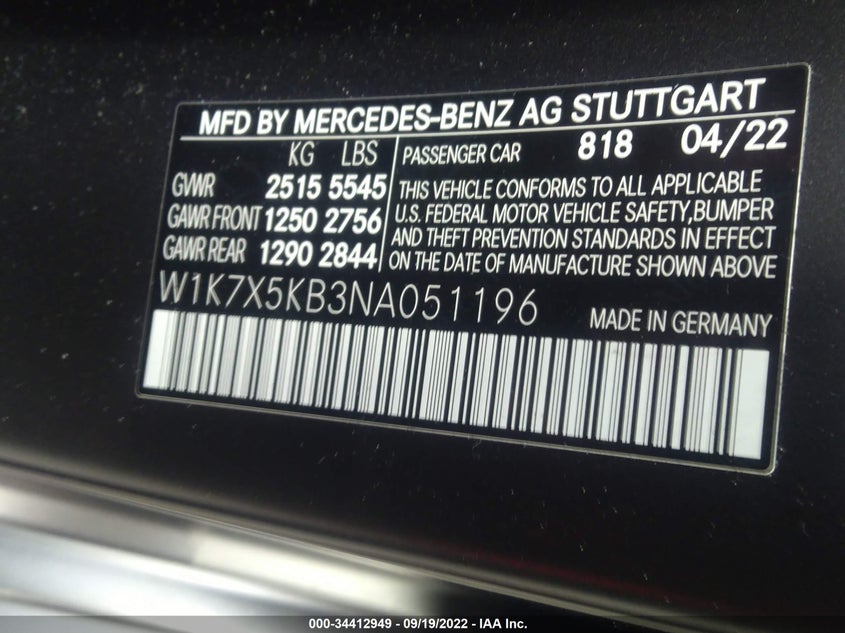 MFD BY MERCEDES-BENZ AG STUTTGART
KG LBS
GVWR 2515 5545
GAWR FRONT 1250 2756
GAWR REAR 1290 2844
PASSENGER CAR 818 04/22
THIS VEHICLE CONFORMS TO ALL APPLICABLE
U.S. FEDERAL MOTOR VEHICLE SAFETY,BUMPER
AND THEFT PREVENTION STANDARDS IN EFFECT
ON THE DATE OF MANUFACTURE SHOWN ABOVE
W1K7X5KB3NA051196
MADE IN GERMANY
000-34412949 - 09/19/2022 - IAA Inc.